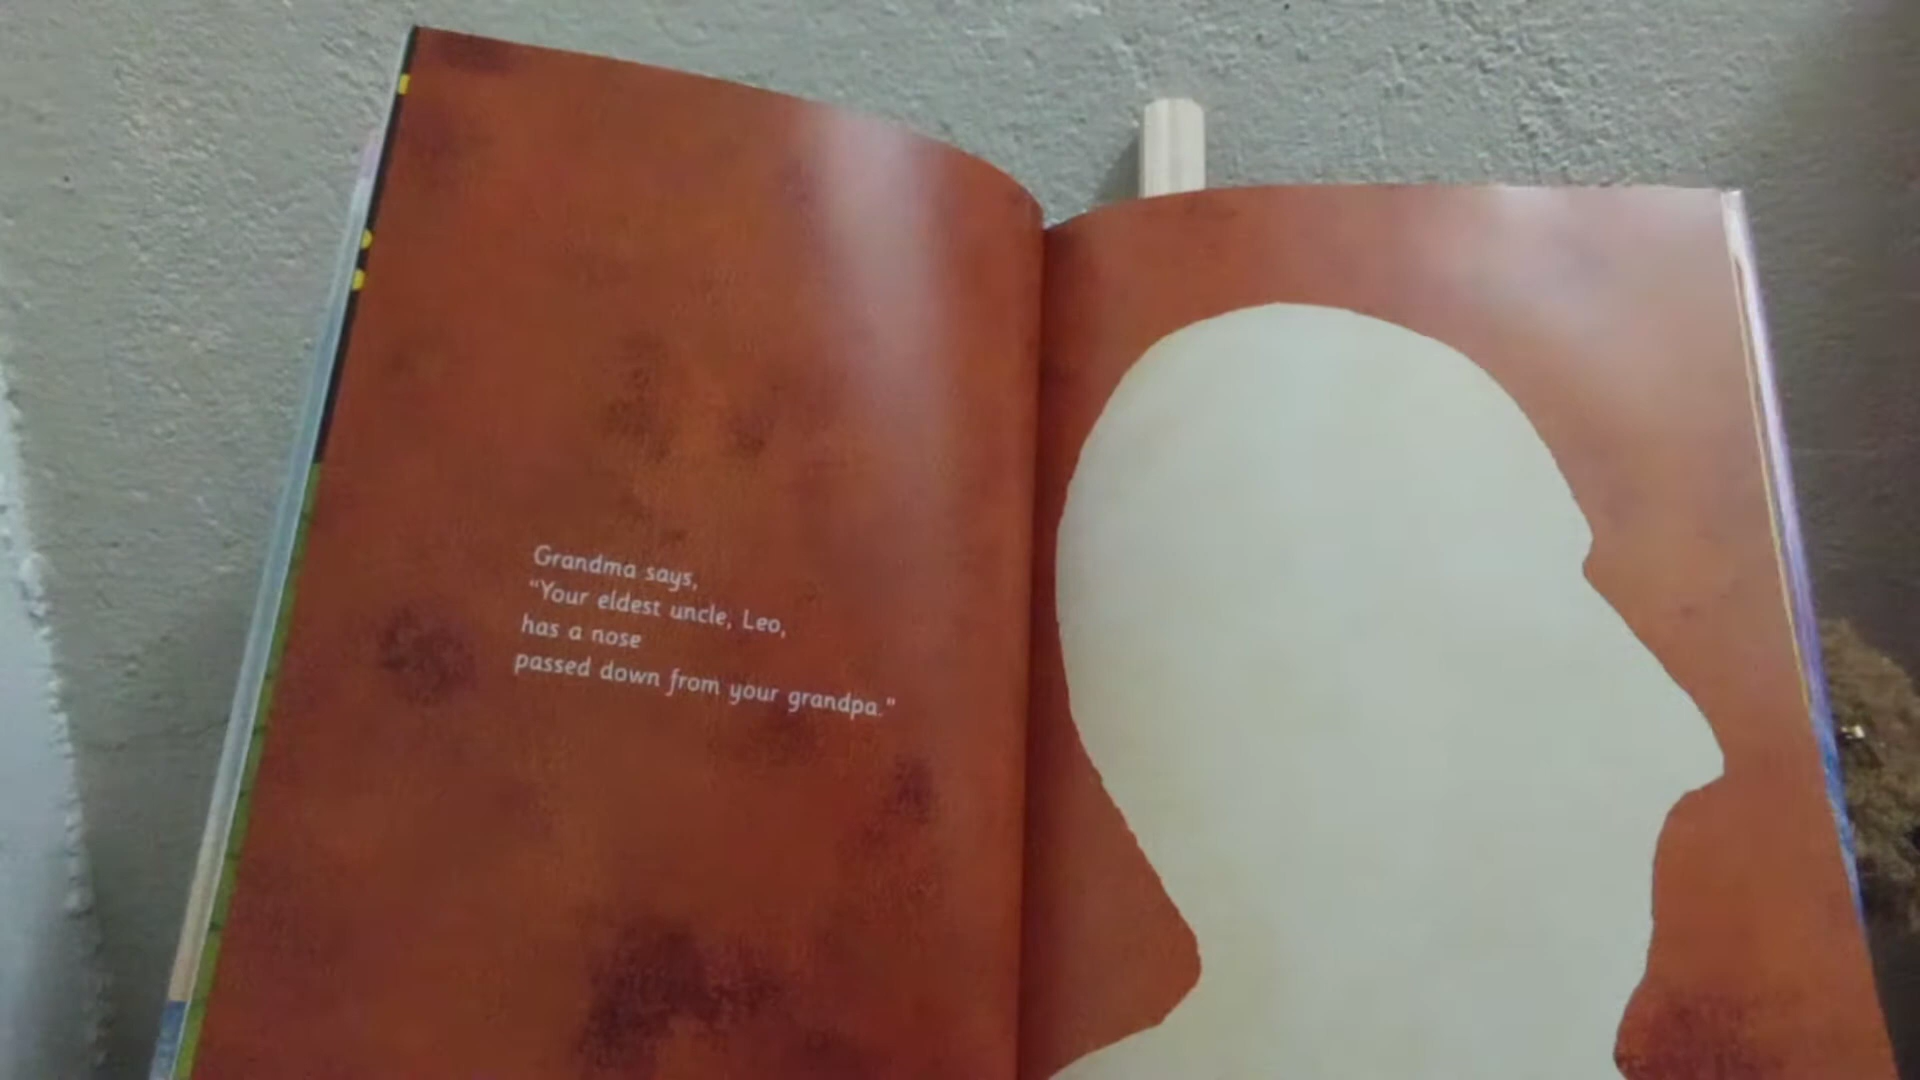 Grandma says,
“Your eldest uncle, Leo,
has a nose
passed down from your grandpa.”